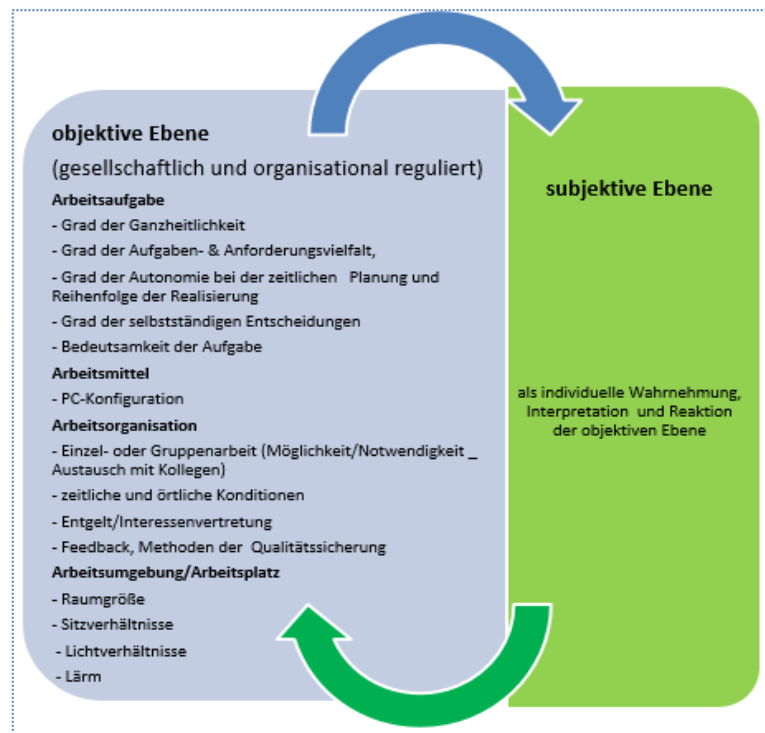 objektive Ebene
(gesellschaftlich und organisational reguliert)
Arbeitsaufgabe
- Grad der Ganzheitlichkeit
- Grad der Aufgaben- & Anforderungsvielfalt,
- Grad der Autonomie bei der zeitlichen Planung und
Reihenfolge der Realisierung
- Grad der selbstständigen Entscheidungen
- Bedeutsamkeit der Aufgabe
Arbeitsmittel
- PC-Konfiguration
Arbeitsorganisation
- Einzel- oder Gruppenarbeit (Möglichkeit/Notwendigkeit _
Austausch mit Kollegen)
- zeitliche und örtliche Konditionen
- Entgelt/Interessenvertretung
- Feedback, Methoden der Qualitätssicherung
Arbeitsumgebung/Arbeitsplatz
- Raumgröße
- Sitzverhältnisse
- Lichtverhältnisse
- Lärm
subjektive Ebene
als individuelle Wahrnehmung,
Interpretation und Reaktion
der objektiven Ebene